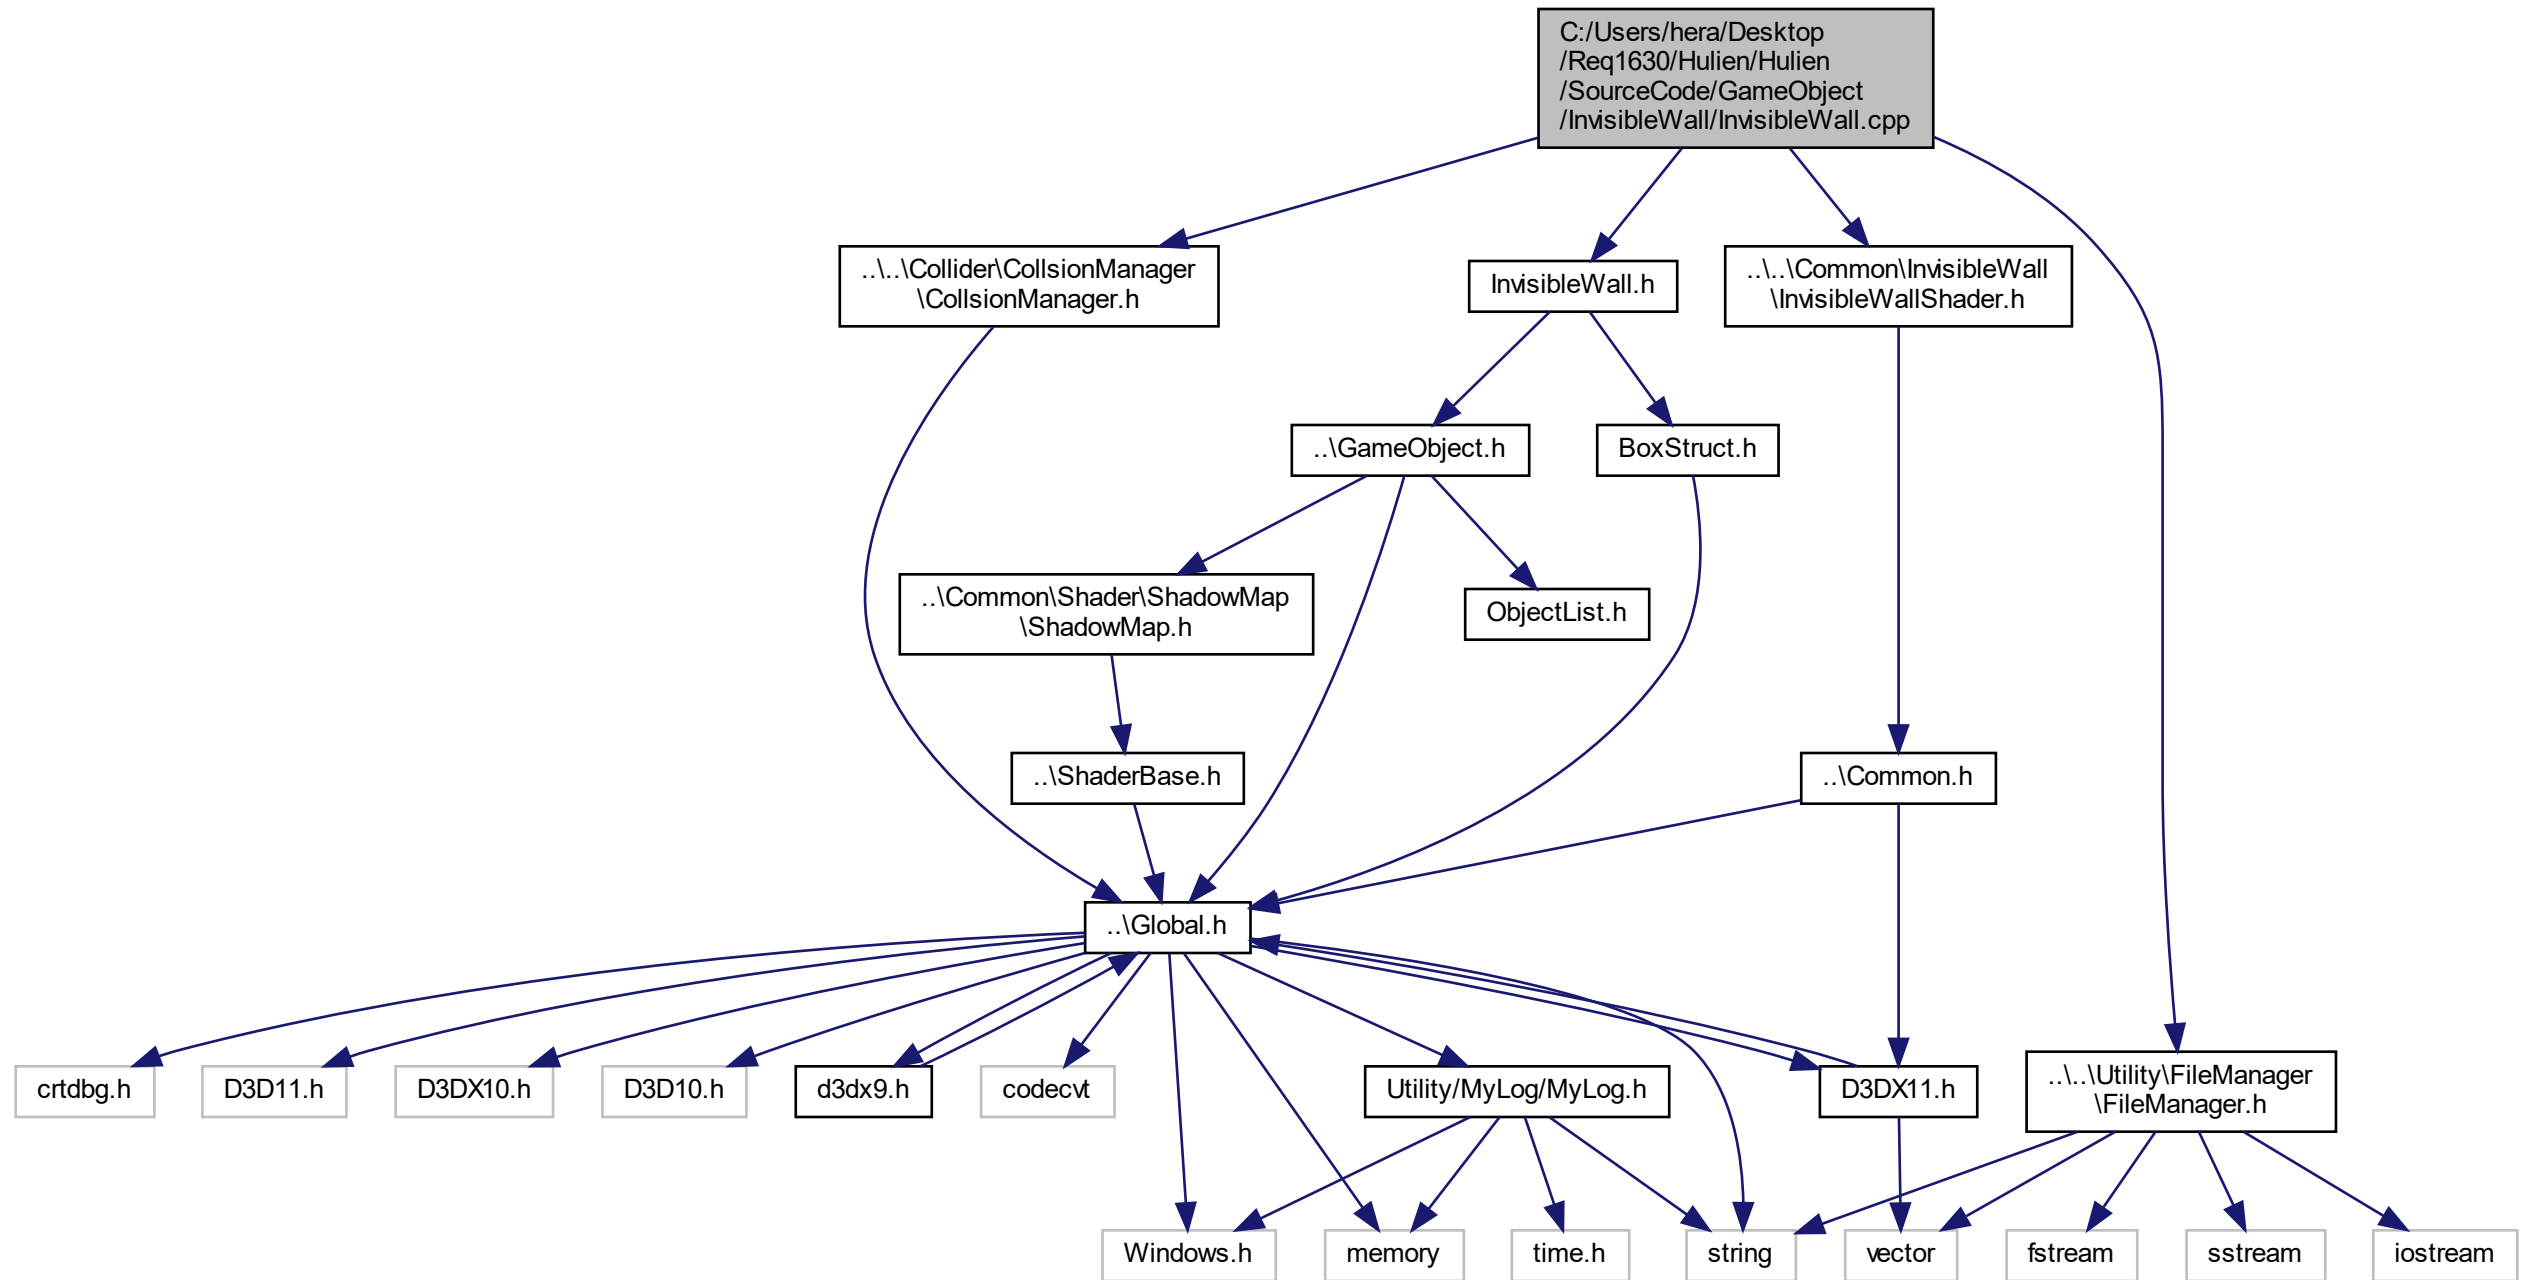 C:/Users/hera/Desktop
/Req1630/Hulien/Hulien
/SourceCode/GameObject
/InvisibleWall/InvisibleWall.cpp
..\..\Collider\CollsionManager
\CollsionManager.h
InvisibleWall.h
..\..\Common\InvisibleWall
\InvisibleWallShader.h
..\GameObject.h
BoxStruct.h
..\Common\Shader\ShadowMap
\ShadowMap.h
ObjectList.h
..\ShaderBase.h
..\Common.h
..\Global.h
crtdbg.h
D3D11.h
D3DX10.h
D3D10.h
d3dx9.h
codecvt
Utility/MyLog/MyLog.h
D3DX11.h
..\..\Utility\FileManager
\FileManager.h
Windows.h
memory
time.h
string
vector
fstream
sstream
iostream